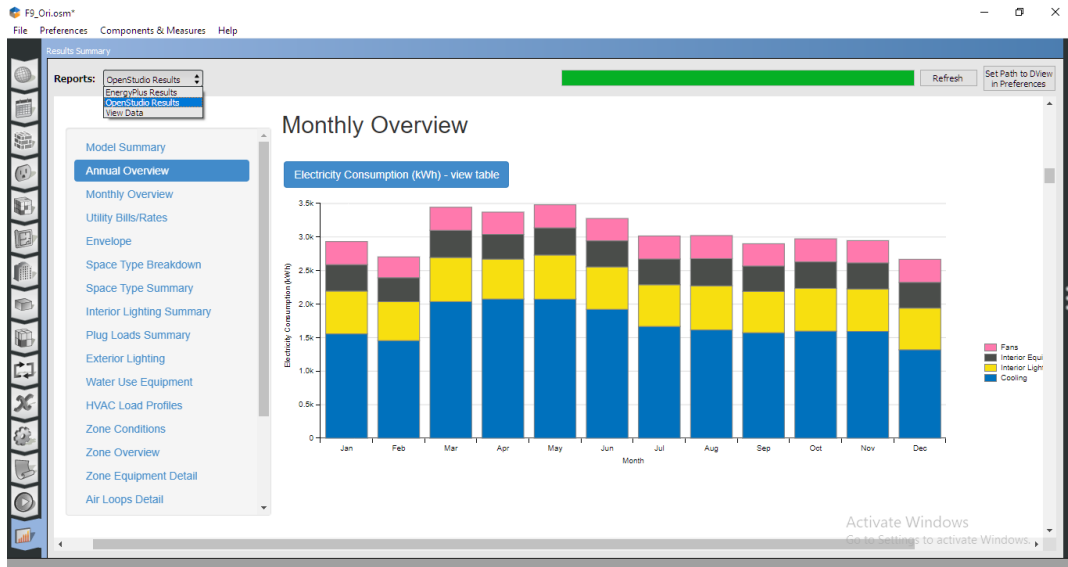 F9_Ori.osm*
File Preferences Components & Measures Help
Results Summary
Reports: OpenStudio Results
EnergyPlus Results
OpenStudio Results
View Data
Refresh
Set Path to DView
in Preferences
Model Summary
Annual Overview
Monthly Overview
Utility Bills/Rates
Envelope
Space Type Breakdown
Space Type Summary
Interior Lighting Summary
Plug Loads Summary
Exterior Lighting
Water Use Equipment
HVAC Load Profiles
Zone Conditions
Zone Overview
Zone Equipment Detail
Air Loops Detail
Monthly Overview
Electricity Consumption (kWh) - view table
Electricity Consumption (kWh)
3.5k
3.0k
2.5k
2.0k
1.5k
1.0k
0.5k
0
Jan Feb Mar Apr May Jun Jul Aug Sep Oct Nov Dec
Month
Fans
Interior Equi
Interior Light
Cooling
Activate Windows
Go to Settings to activate Windows.